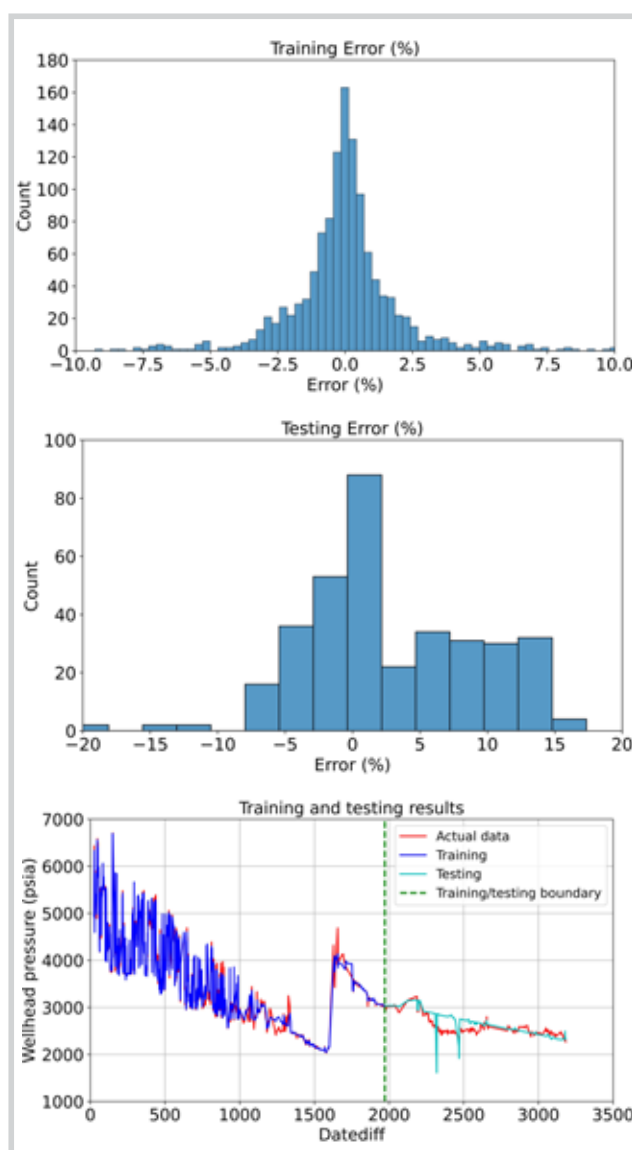 Training Error (%)
180
160
140
120
100
80
60
40
20
0
Count
−10.0 −7.5 −5.0 −2.5 0.0 2.5 5.0 7.5 10.0
Error (%)
Testing Error (%)
100
80
60
40
20
0
Count
−20 −15 −10 −5 0 5 10 15 20
Error (%)
Training and testing results
7000
6000
5000
4000
3000
2000
1000
Wellhead pressure (psia)
Actual data
Training
Testing
Training/testing boundary
0 500 1000 1500 2000 2500 3000 3500
Datediff